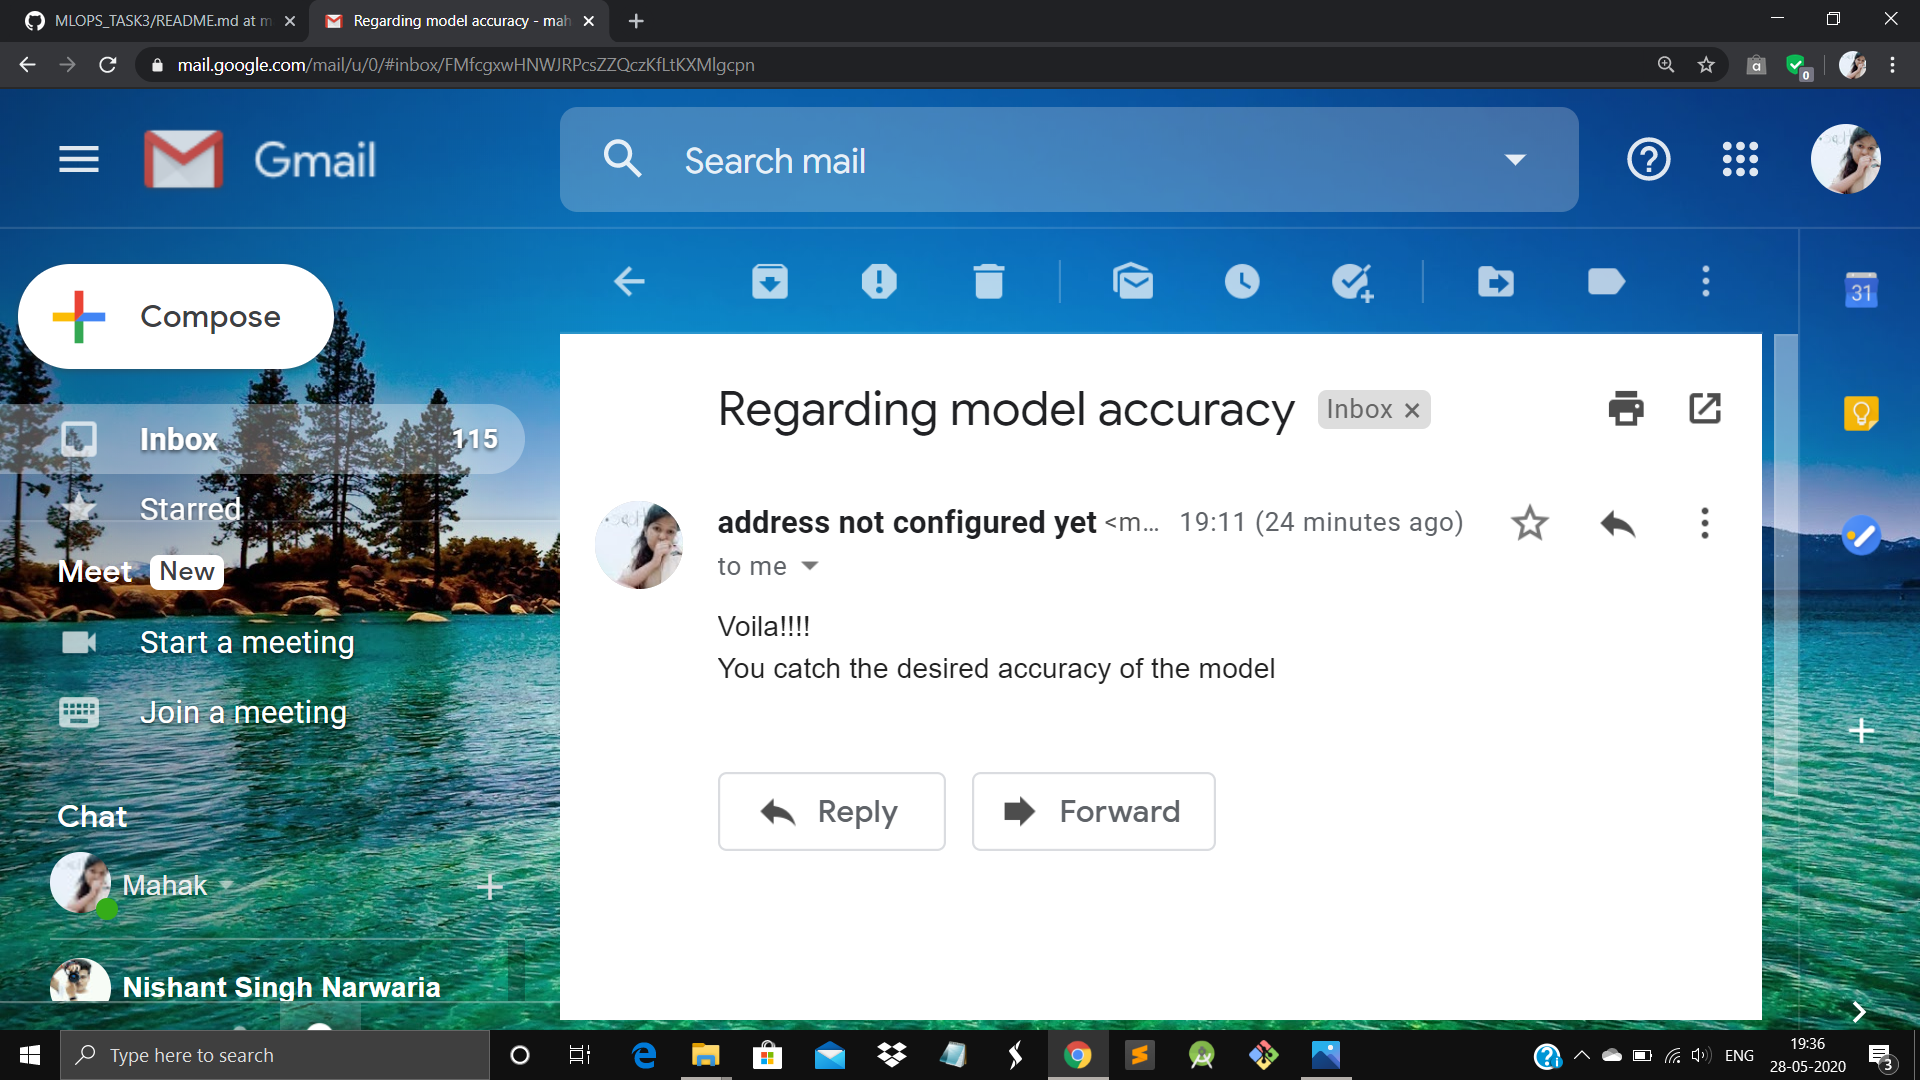 MLOPS_TASK3/README.md at m
Regarding model accuracy - mah
mail.google.com/mail/u/0/#inbox/FMfcgxwHNWJRPcsZZQczKfLtKXMlgcpn
0
Gmail
Search mail
Compose
31
Regarding model accuracy Inbox
Inbox 115
Starred
address not configured yet <m... 19:11 (24 minutes ago)
to me
Meet New
Voila!!!!
Start a meeting
You catch the desired accuracy of the model
Join a meeting
Reply Forward
Chat
Mahak
Nishant Singh Narwaria
Type here to search
ENG
19:36
28-05-2020
3